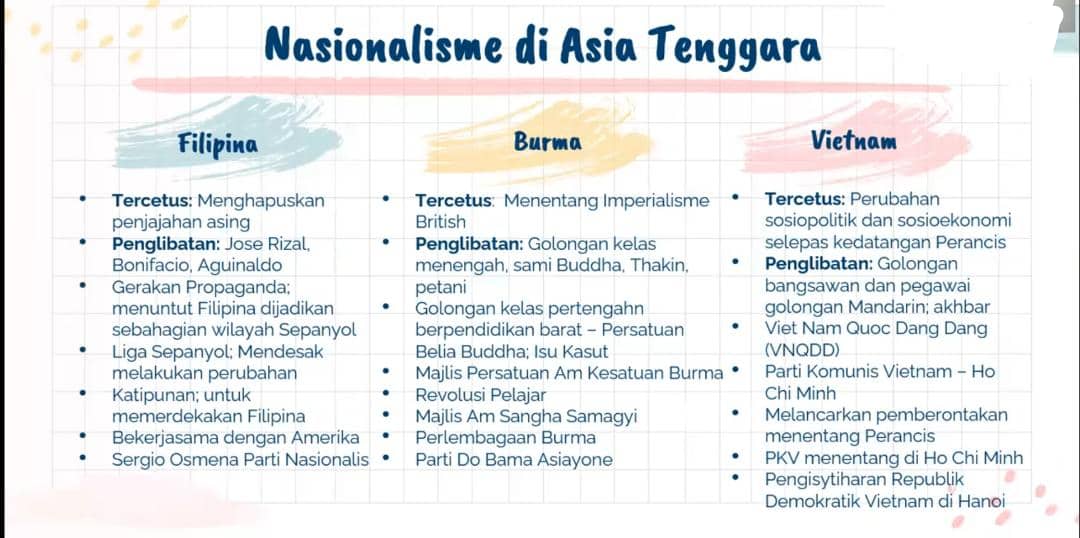 Nasionalisme di Asia Tenggara
Filipina
• Tercetus: Menghapuskan
penjajahan asing
• Penglibatan: Jose Rizal,
Bonifacio, Aguinaldo
• Gerakan Propaganda;
menuntut Filipina dijadikan
sebahagian wilayah Sepanyol
• Liga Sepanyol; Mendesak
melakukan perubahan
• Katipunan; untuk
memerdekakan Filipina
• Bekerjasama dengan Amerika
• Sergio Osmena Parti Nasionalis
Burma
• Tercetus: Menentang Imperialisme
British
• Penglibatan: Golongan kelas
menengah, sami Buddha, Thakin,
petani
• Golongan kelas pertengahn
berpendidikan barat – Persatuan
Belia Buddha; Isu Kasut
• Majlis Persatuan Am Kesatuan Burma
• Revolusi Pelajar
• Majlis Am Sangha Samagyi
• Perlembagaan Burma
• Parti Do Bama Asiayone
Vietnam
• Tercetus: Perubahan
sosiopolitik dan sosioekonomi
selepas kedatangan Perancis
• Penglibatan: Golongan
bangsawan dan pegawai
golongan Mandarin; akhbar
• Viet Nam Quoc Dang Dang
(VNQDD)
• Parti Komunis Vietnam – Ho
Chi Minh
• Melancarkan pemberontakan
menentang Perancis
• PKV menentang di Ho Chi Minh
• Pengisytiharan Republik
Demokratik Vietnam di Hanoi